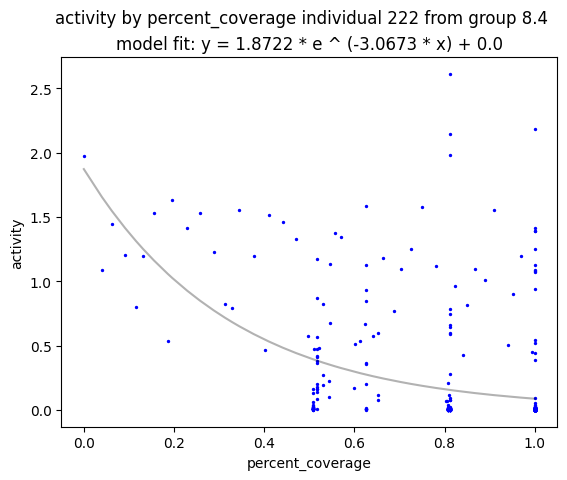 activity by percent_coverage individual 222 from group 8.4
model fit: y = 1.8722 * e ^ (-3.0673 * x) + 0.0
2.5
2.0
1.5
1.0
0.5
0.0
activity
0.0 0.2 0.4 0.6 0.8 1.0
percent_coverage